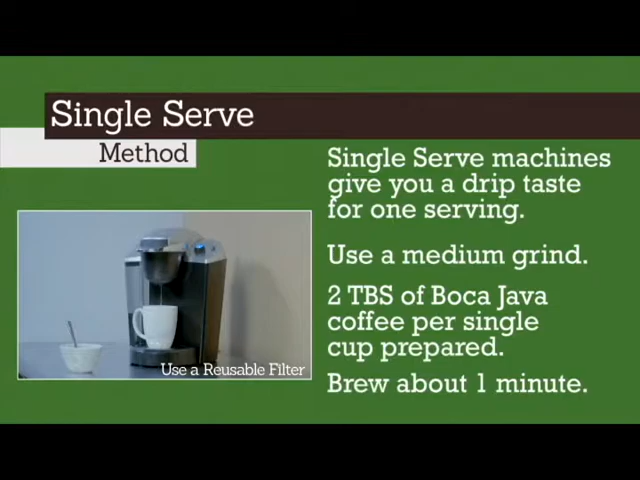 Single Serve
Method
Single Serve machines
give you a drip taste
for one serving.
Use a medium grind.
2 TBS of Boca Java
coffee per single
cup prepared.
Brew about 1 minute.
Use a Reusable Filter